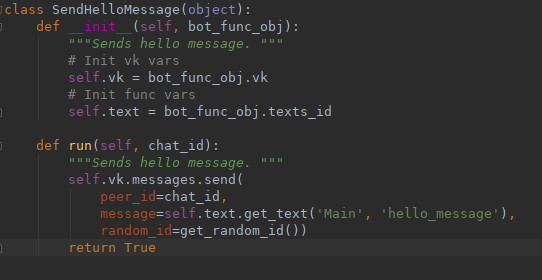 class SendHelloMessage(object):
    def __init__(self, bot_func_obj):
        """Sends hello message. """
        # Init vk vars
        self.vk = bot_func_obj.vk
        # Init func vars
        self.text = bot_func_obj.texts_id

    def run(self, chat_id):
        """Sends hello message. """
        self.vk.messages.send(
            peer_id=chat_id,
            message=self.text.get_text('Main', 'hello_message'),
            random_id=get_random_id())
        return True